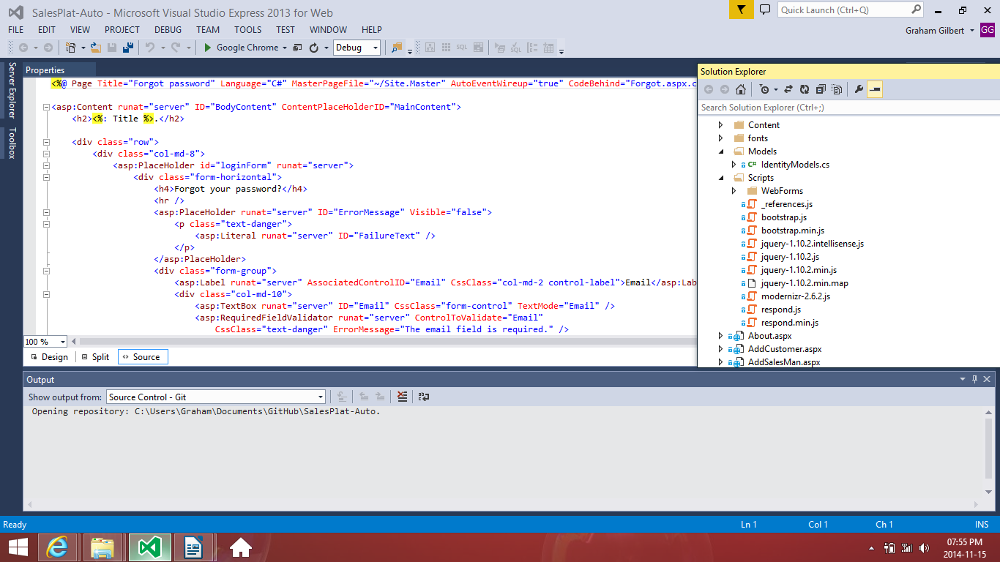 SalesPlat-Auto - Microsoft Visual Studio Express 2013 for Web
Quick Launch (Ctrl+Q)
FILE EDIT VIEW PROJECT DEBUG TEAM TOOLS TEST WINDOW HELP
Graham Gilbert GG
Google Chrome Debug SQL SQL
Server Explorer
Toolbox
Properties
<%@ Page Title="Forgot password" Language="C#" MasterPageFile="~/Site.Master" AutoEventWireup="true" CodeBehind="Forgot.aspx.c
<asp:Content runat="server" ID="BodyContent" ContentPlaceHolderID="MainContent">
<h2><%: Title %>.</h2>
<div class="row">
<div class="col-md-8">
<asp:PlaceHolder id="loginForm" runat="server">
<div class="form-horizontal">
<h4>Forgot your password?</h4>
<hr />
<asp:PlaceHolder runat="server" ID="ErrorMessage" Visible="false">
<p class="text-danger">
<asp:Literal runat="server" ID="FailureText" />
</p>
</asp:PlaceHolder>
<div class="form-group">
<asp:Label runat="server" AssociatedControlID="Email" CssClass="col-md-2 control-label">Email</asp:Lab
<div class="col-md-10">
<asp:TextBox runat="server" ID="Email" CssClass="form-control" TextMode="Email" />
<asp:RequiredFieldValidator runat="server" ControlToValidate="Email"
CssClass="text-danger" ErrorMessage="The email field is required." />
100 %
Design Split Source
Solution Explorer
Search Solution Explorer (Ctrl+;)
Content
fonts
Models
C# IdentityModels.cs
Scripts
WebForms
_references.js
bootstrap.js
bootstrap.min.js
jquery-1.10.2.intellisense.js
jquery-1.10.2.js
jquery-1.10.2.min.js
jquery-1.10.2.min.map
modernizr-2.6.2.js
respond.js
respond.min.js
About.aspx
AddCustomer.aspx
AddSalesMan.aspx
Output
Show output from: Source Control - Git
Opening repository: C:\Users\Graham\Documents\GitHub\SalesPlat-Auto.
Ready Ln 1 Col 1 Ch 1 INS
07:55 PM
2014-11-15